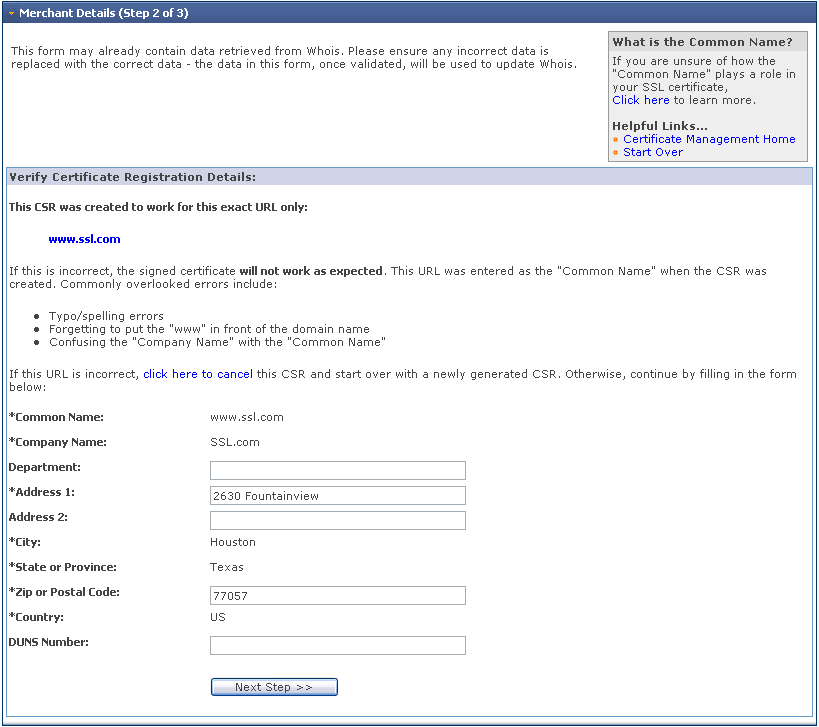 Merchant Details (Step 2 of 3)
This form may already contain data retrieved from Whois. Please ensure any incorrect data is
replaced with the correct data - the data in this form, once validated, will be used to update Whois.
What is the Common Name?
If you are unsure of how the
"Common Name" plays a role in
your SSL certificate,
Click here to learn more.
Helpful Links...
Certificate Management Home
Start Over
Verify Certificate Registration Details:
This CSR was created to work for this exact URL only:
www.ssl.com
If this is incorrect, the signed certificate will not work as expected. This URL was entered as the "Common Name" when the CSR was
created. Commonly overlooked errors include:
Typo/spelling errors
Forgetting to put the "www" in front of the domain name
Confusing the "Company Name" with the "Common Name"
If this URL is incorrect, click here to cancel this CSR and start over with a newly generated CSR. Otherwise, continue by filling in the form
below:
*Common Name: www.ssl.com
*Company Name: SSL.com
Department:
*Address 1: 2630 Fountainview
Address 2:
*City: Houston
*State or Province: Texas
*Zip or Postal Code: 77057
*Country: US
DUNS Number:
Next Step >>